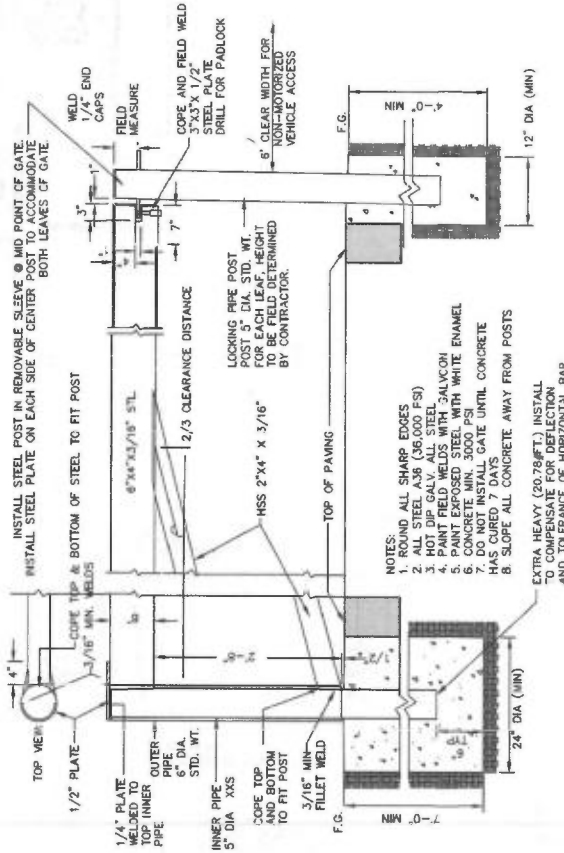 INSTALL STEEL POST IN REMOVABLE SLEEVE @ MID POINT OF GATE.
INSTALL STEEL PLATE ON EACH SIDE OF CENTER POST TO ACCOMMODATE
BOTH LEAVES OF GATE.
WELD
1/4" END
CAPS
FIELD
MEASURE
COPE AND FIELD WELD
3"X3"X 1/2"
STEEL PLATE
DRILL FOR PADLOCK
6' CLEAR WIDTH FOR
NON-MOTORIZED
VEHICLE ACCESS
F.G.
4'-0" MIN
12" DIA (MIN)
3"
1"
7"
4"
TOP VIEW
COPE TOP & BOTTOM OF STEEL TO FIT POST
3/16" MIN. WELDS
1/2" PLATE
1/4" PLATE
WELDED TO
TOP INNER
PIPE
OUTER
PIPE
6" DIA.
STD. WT.
INNER PIPE
5" DIA XXS
COPE TOP
AND BOTTOM
TO FIT POST
3/16" MIN
FILLET WELD
F.G.
7'-0" MIN
24" DIA (MIN)
6"X4"X3/16" STL
2/3 CLEARANCE DISTANCE
HSS 2"X4" X 3/16"
LOCKING PIPE POST
POST 5" DIA. STD. WT.
FOR EACH LEAF, HEIGHT
TO BE FIELD DETERMINED
BY CONTRACTOR.
TOP OF PAVING
NOTES:
1. ROUND ALL SHARP EDGES
2. ALL STEEL A36 (36,000 PSI)
3. HOT DIP GALV. ALL STEEL
4. PAINT FIELD WELDS WITH GALVCON
5. PAINT EXPOSED STEEL WITH WHITE ENAMEL
6. CONCRETE MIN. 3000 PSI
7. DO NOT INSTALL GATE UNTIL CONCRETE
HAS CURED 7 DAYS
8. SLOPE ALL CONCRETE AWAY FROM POSTS
EXTRA HEAVY (20.78#FT.) INSTALL
TO COMPENSATE FOR DEFLECTION
AND TOLERANCE OF HORIZONTAL BAR